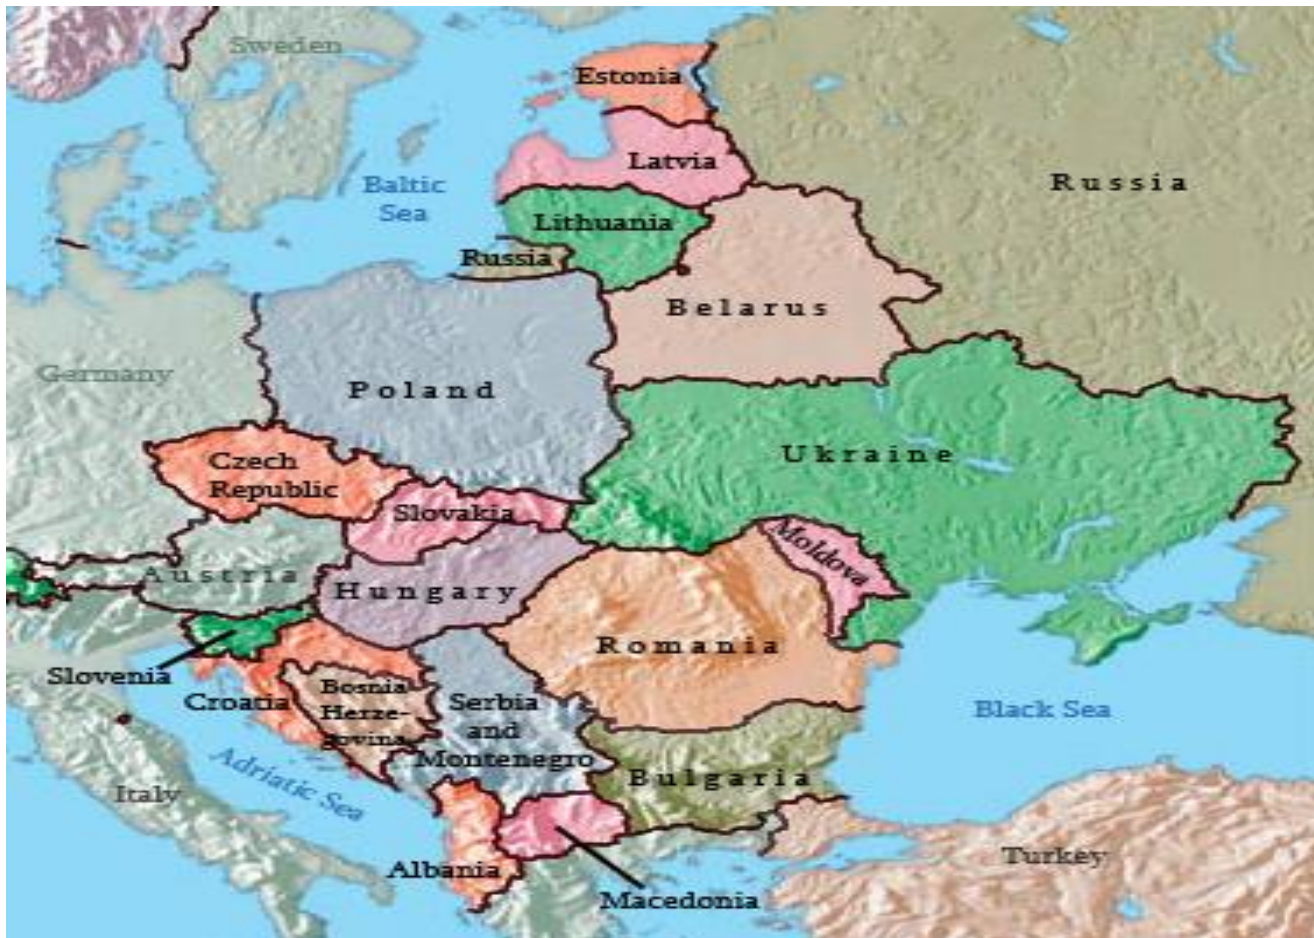 Sweden
Estonia
Latvia
Russia
Baltic
Sea
Lithuania
Russia
Belarus
Germany
Poland
Ukraine
Czech
Republic
Slovakia
Moldova
Austria
Hungary
Romania
Slovenia
Croatia
Bosnia
Herze-
govina
Serbia
and
Montenegro
Black Sea
Adriatic Sea
Italy
Bulgaria
Turkey
Albania
Macedonia